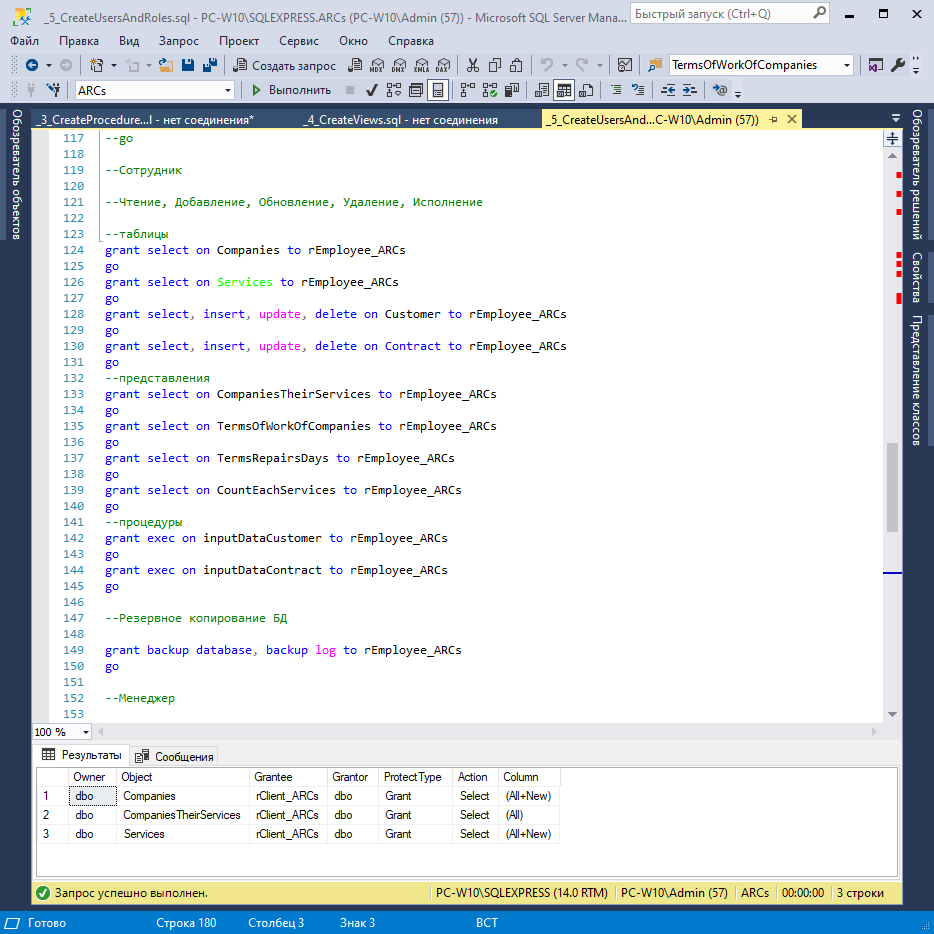 _5_CreateUsersAndRoles.sql - PC-W10\SQLEXPRESS.ARCs (PC-W10\Admin (57)) - Microsoft SQL Server Mana...
Быстрый запуск (Ctrl+Q)
Файл Правка Вид Запрос Проект Сервис Окно Справка
Создать запрос MDX DMX XMLA DAX TermsOfWorkOfCompanies
ARCs Выполнить
_3_CreateProcedure...l - нет соединения* _4_CreateViews.sql - нет соединения _5_CreateUsersAnd...C-W10\Admin (57))
Обозреватель объектов
Обозреватель решений
Свойства
Представление классов
117 --go
118
119 --Сотрудник
120
121 --Чтение, Добавление, Обновление, Удаление, Исполнение
122
123 --таблицы
124 grant select on Companies to rEmployee_ARCs
125 go
126 grant select on Services to rEmployee_ARCs
127 go
128 grant select, insert, update, delete on Customer to rEmployee_ARCs
129 go
130 grant select, insert, update, delete on Contract to rEmployee_ARCs
131 go
132 --представления
133 grant select on CompaniesTheirServices to rEmployee_ARCs
134 go
135 grant select on TermsOfWorkOfCompanies to rEmployee_ARCs
136 go
137 grant select on TermsRepairsDays to rEmployee_ARCs
138 go
139 grant select on CountEachServices to rEmployee_ARCs
140 go
141 --процедуры
142 grant exec on inputDataCustomer to rEmployee_ARCs
143 go
144 grant exec on inputDataContract to rEmployee_ARCs
145 go
146
147 --Резервное копирование БД
148
149 grant backup database, backup log to rEmployee_ARCs
150 go
151
152 --Менеджер
153
100 %
Результаты Сообщения
Owner Object Grantee Grantor ProtectType Action Column
1 dbo Companies rClient_ARCs dbo Grant Select (All+New)
2 dbo CompaniesTheirServices rClient_ARCs dbo Grant Select (All)
3 dbo Services rClient_ARCs dbo Grant Select (All+New)
Запрос успешно выполнен. PC-W10\SQLEXPRESS (14.0 RTM) PC-W10\Admin (57) ARCs 00:00:00 3 строки
Готово Строка 180 Столбец 3 Знак 3 ВСТ